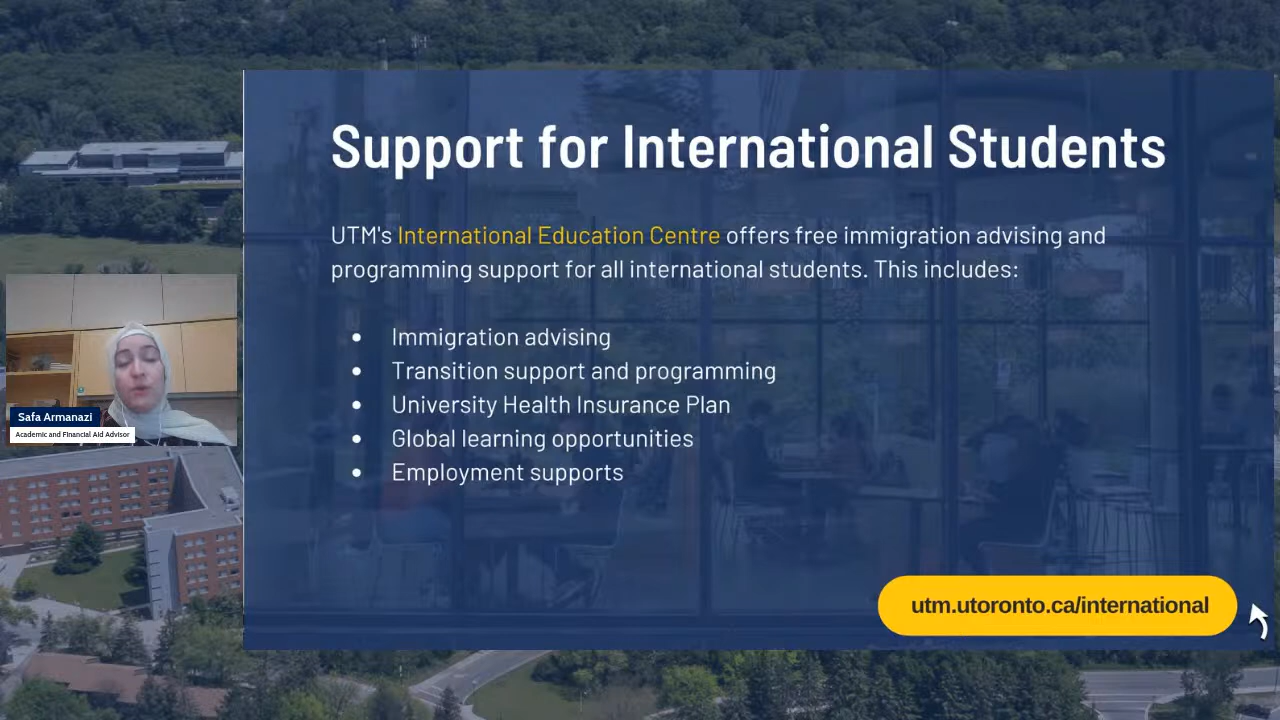 Support for International Students
UTM's International Education Centre offers free immigration advising and
programming support for all international students. This includes:
• Immigration advising
• Transition support and programming
• University Health Insurance Plan
• Global learning opportunities
• Employment supports
Safa Armanazi
Academic and Financial Aid Advisor
utm.utoronto.ca/international